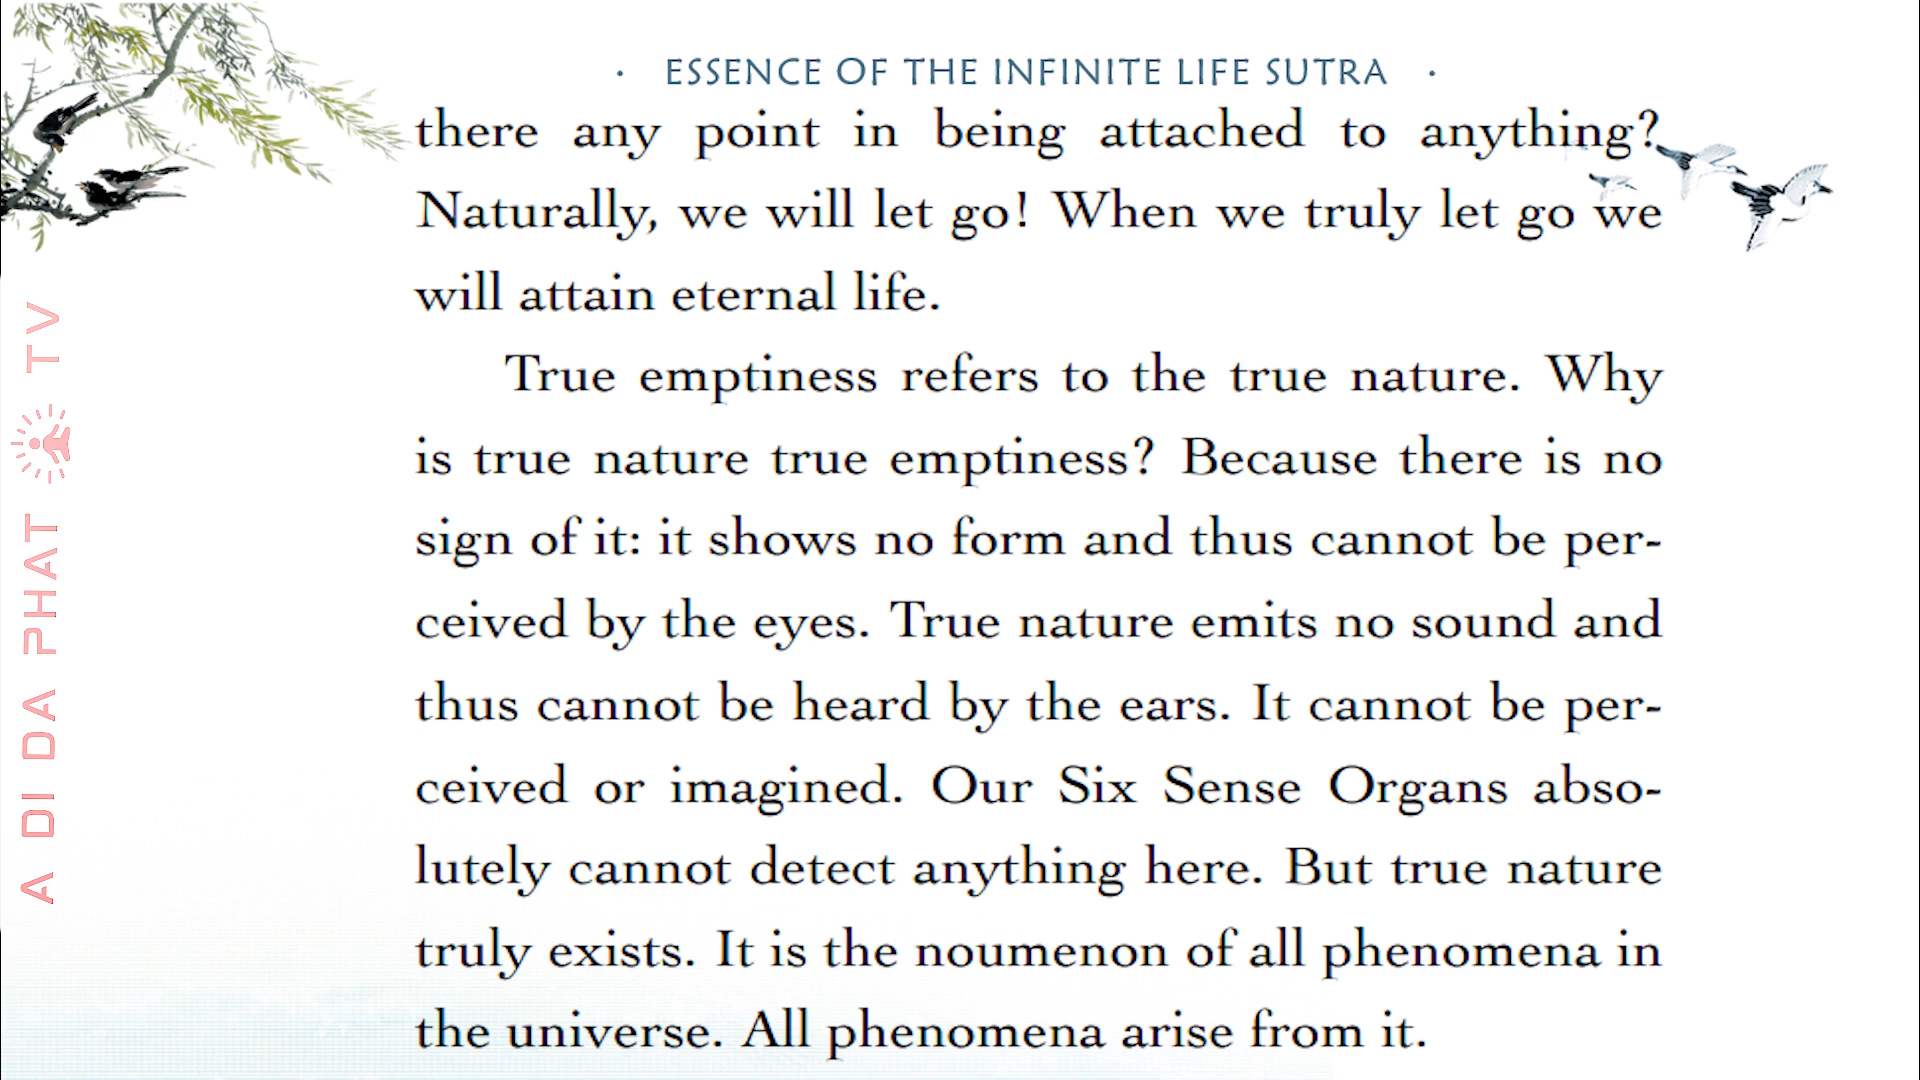 · ESSENCE OF THE INFINITE LIFE SUTRA ·
there any point in being attached to anything?
Naturally, we will let go! When we truly let go we
will attain eternal life.
True emptiness refers to the true nature. Why
is true nature true emptiness? Because there is no
sign of it: it shows no form and thus cannot be per-
ceived by the eyes. True nature emits no sound and
thus cannot be heard by the ears. It cannot be per-
ceived or imagined. Our Six Sense Organs abso-
lutely cannot detect anything here. But true nature
truly exists. It is the noumenon of all phenomena in
the universe. All phenomena arise from it.
A DI DA PHAT TV